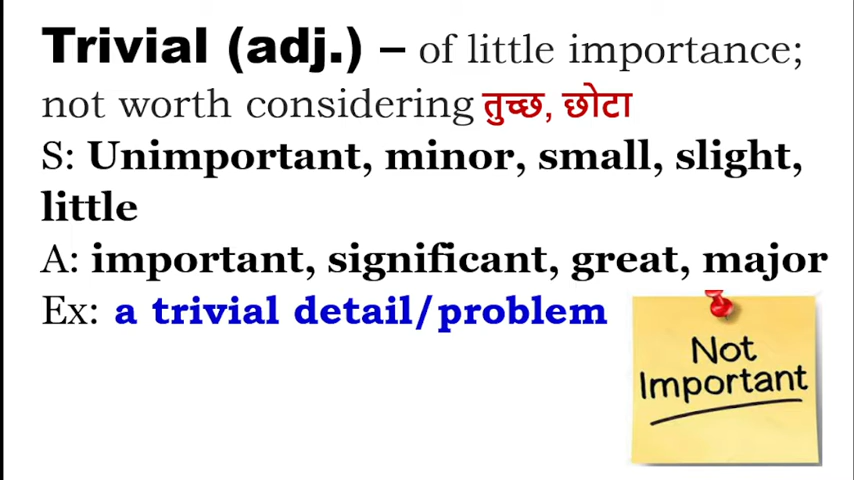 Trivial (adj.) – of little importance;
not worth considering तुच्छ, छोटा
S: Unimportant, minor, small, slight,
little
A: important, significant, great, major
Ex: a trivial detail/problem
Not
Important